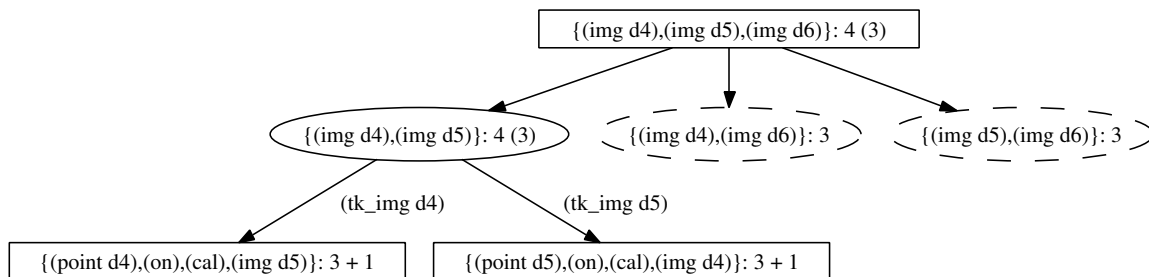 {(img d4),(img d5),(img d6)}: 4 (3)
{(img d4),(img d5)}: 4 (3)
{(img d4),(img d6)}: 3
{(img d5),(img d6)}: 3
(tk_img d4)
(tk_img d5)
{(point d4),(on),(cal),(img d5)}: 3 + 1
{(point d5),(on),(cal),(img d4)}: 3 + 1